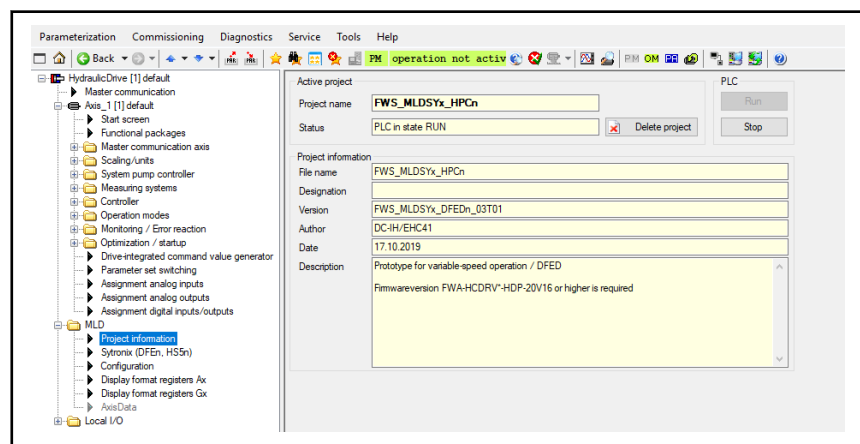 Parameterization Commissioning Diagnostics Service Tools Help
Back PM operation not activ PM OM
HydraulicDrive [1] default
Master communication
Axis_1 [1] default
Start screen
Functional packages
Master communication axis
Scaling/units
System pump controller
Measuring systems
Controller
Operation modes
Monitoring / Error reaction
Optimization / startup
Drive-integrated command value generator
Parameter set switching
Assignment analog inputs
Assignment analog outputs
Assignment digital inputs/outputs
MLD
Project information
Sytronix (DFEn, HS5n)
Configuration
Display format registers Ax
Display format registers Gx
AxisData
Local I/O
Active project
Project name FWS_MLDSYx_HPCn
Status PLC in state RUN Delete project
PLC
Run
Stop
Project information
File name FWS_MLDSYx_HPCn
Designation
Version FWS_MLDSYx_DFEDn_03T01
Author DC-IH/EHC41
Date 17.10.2019
Description Prototype for variable-speed operation / DFED
Firmwareversion FWA-HCDRV*-HDP-20V16 or higher is required